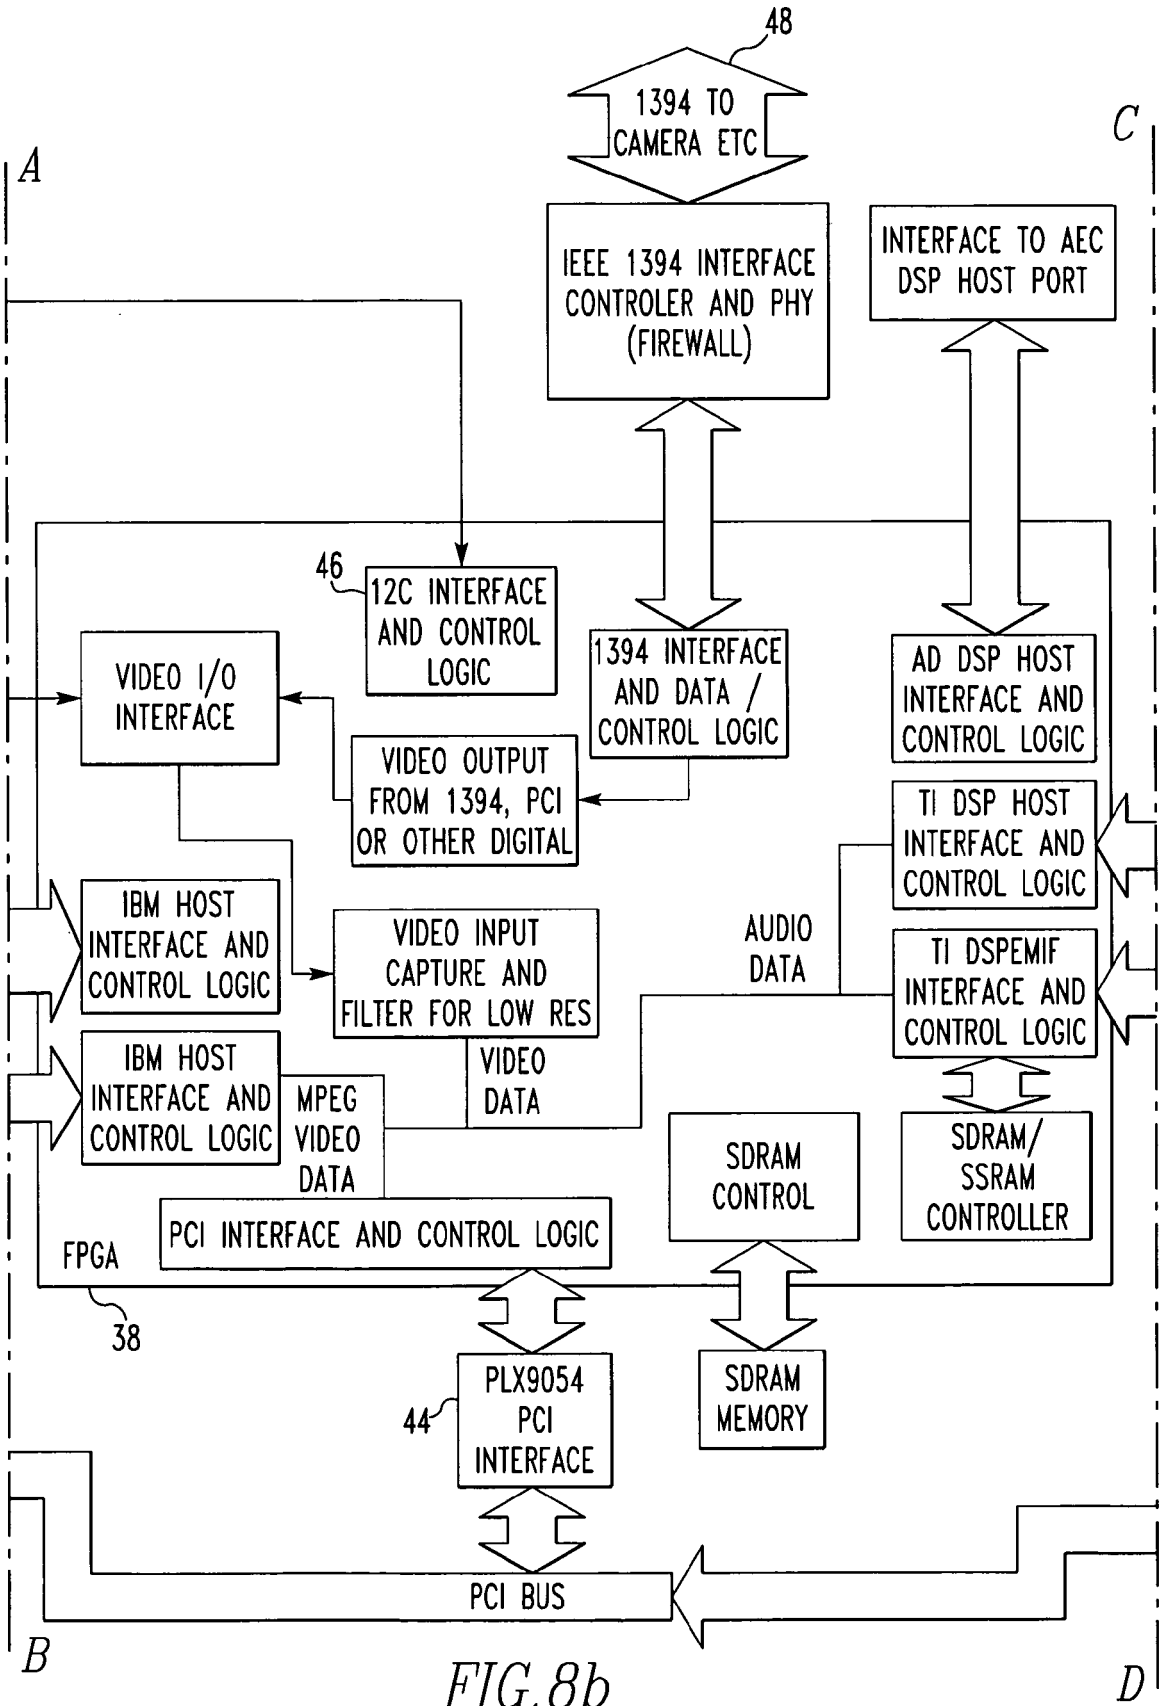 48
1394 TO
CAMERA ETC
C
A
IEEE 1394 INTERFACE
CONTROLER AND PHY
(FIREWALL)
INTERFACE TO AEC
DSP HOST PORT
46
12C INTERFACE
AND CONTROL
LOGIC
VIDEO I/O
INTERFACE
1394 INTERFACE
AND DATA /
CONTROL LOGIC
AD DSP HOST
INTERFACE AND
CONTROL LOGIC
VIDEO OUTPUT
FROM 1394, PCI
OR OTHER DIGITAL
TI DSP HOST
INTERFACE AND
CONTROL LOGIC
IBM HOST
INTERFACE AND
CONTROL LOGIC
VIDEO INPUT
CAPTURE AND
FILTER FOR LOW RES
AUDIO
DATA
TI DSPEMIF
INTERFACE AND
CONTROL LOGIC
IBM HOST
INTERFACE AND
CONTROL LOGIC
MPEG
VIDEO
DATA
VIDEO
DATA
SDRAM
CONTROL
SDRAM/
SSRAM
CONTROLLER
PCI INTERFACE AND CONTROL LOGIC
FPGA
38
PLX9054
PCI
INTERFACE
44
SDRAM
MEMORY
PCI BUS
B
D
FIG.8b